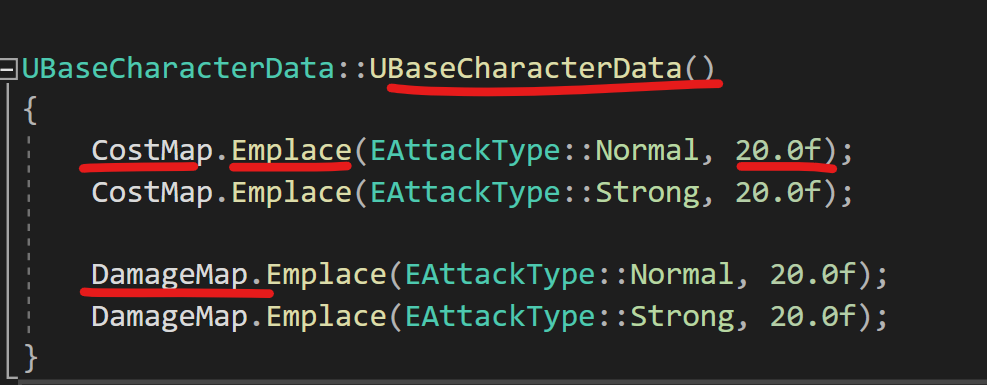 UBaseCharacterData::UBaseCharacterData()
{
CostMap.Emplace(EAttackType::Normal, 20.0f);
CostMap.Emplace(EAttackType::Strong, 20.0f);
DamageMap.Emplace(EAttackType::Normal, 20.0f);
DamageMap.Emplace(EAttackType::Strong, 20.0f);
}